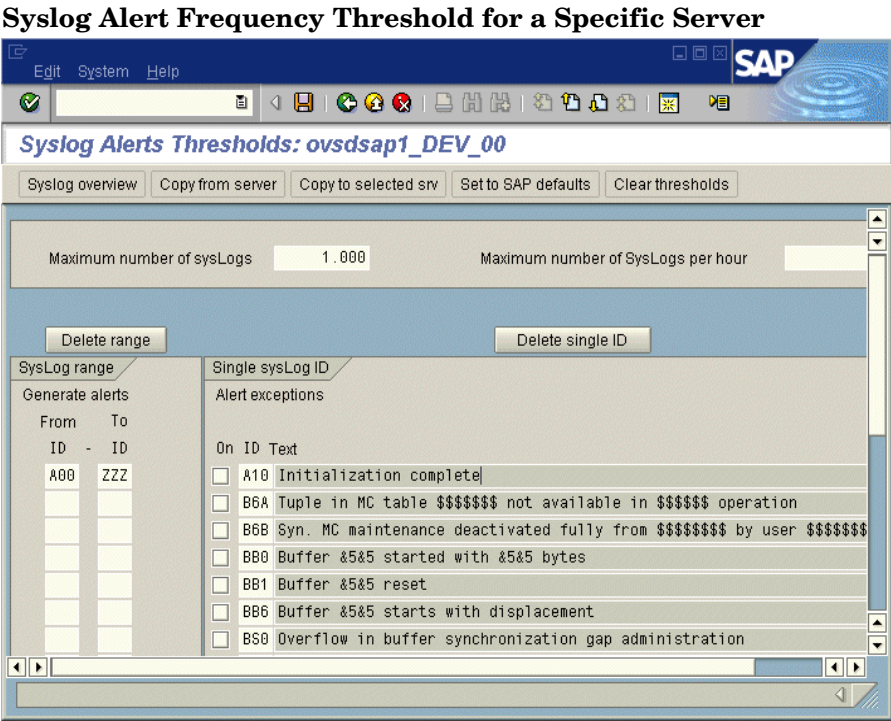 Syslog Alert Frequency Threshold for a Specific Server
Edit System Help
SAP
Syslog Alerts Thresholds: ovsdsap1_DEV_00
Syslog overview Copy from server Copy to selected srv Set to SAP defaults Clear thresholds
Maximum number of sysLogs 1.000 Maximum number of SysLogs per hour
Delete range Delete single ID
SysLog range Single sysLog ID
Generate alerts Alert exceptions
From To
ID - ID On ID Text
A00 ZZZ A10 Initialization complete
B6A Tuple in MC table $$$$$$$ not available in $$$$$$ operation
B6B Syn. MC maintenance deactivated fully from $$$$$$$$ by user $$$$$$$
BB0 Buffer &5&5 started with &5&5 bytes
BB1 Buffer &5&5 reset
BB6 Buffer &5&5 starts with displacement
BS0 Overflow in buffer synchronization gap administration